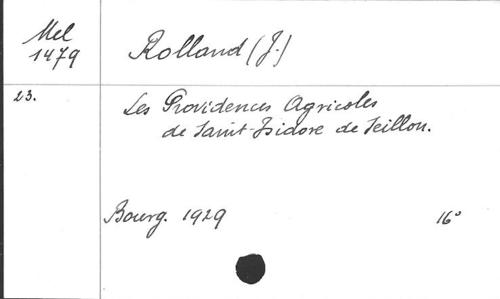 Mel
1479
Rolland (J.)
23.
Les Providences Agricoles
de Saint-Isidore de Seillon.
Bourg. 1929
16°